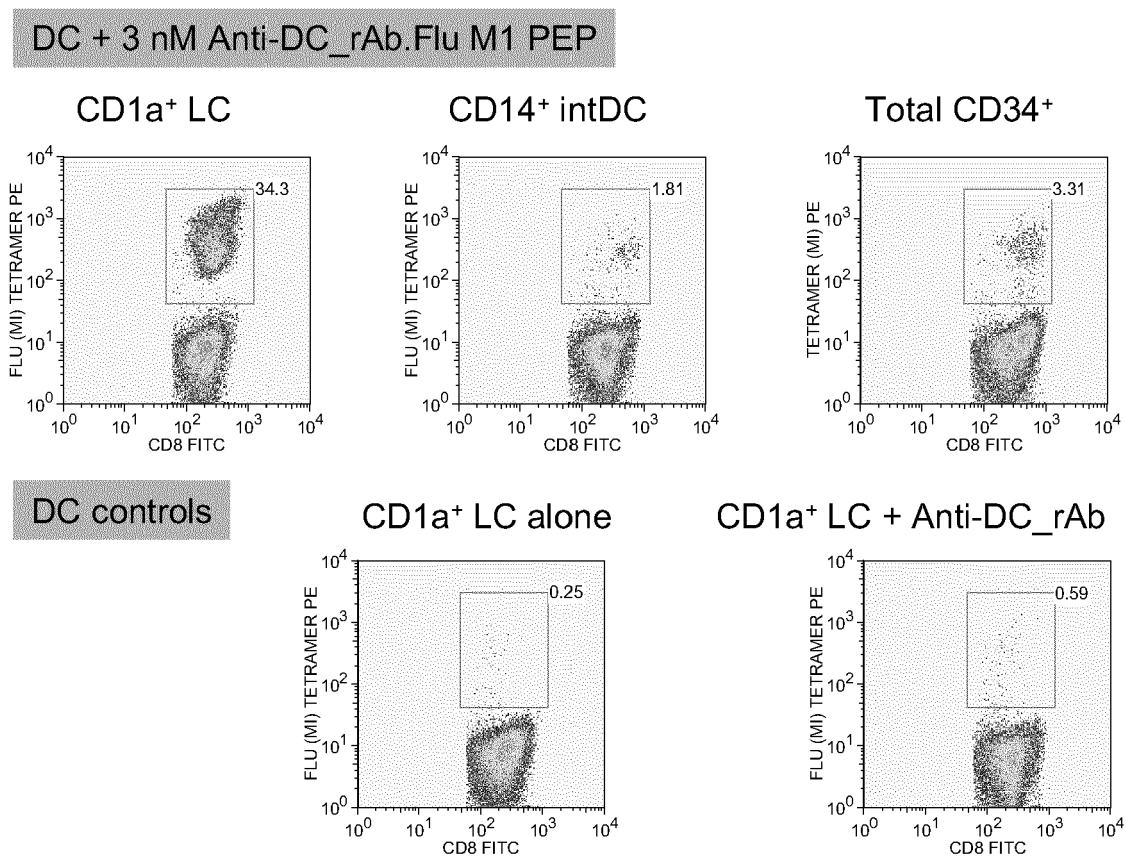 DC + 3 nM Anti-DC_rAb.Flu M1 PEP
CD1a⁺ LC
CD14⁺ intDC
Total CD34⁺
10⁴
10³
10²
10¹
10⁰
FLU (MI) TETRAMER PE
34.3
10⁰ 10¹ 10² 10³ 10⁴
CD8 FITC
10⁴
10³
10²
10¹
10⁰
FLU (MI) TETRAMER PE
1.81
10⁰ 10¹ 10² 10³ 10⁴
CD8 FITC
10⁴
10³
10²
10¹
10⁰
TETRAMER (MI) PE
3.31
10⁰ 10¹ 10² 10³ 10⁴
CD8 FITC
DC controls
CD1a⁺ LC alone
CD1a⁺ LC + Anti-DC_rAb
10⁴
10³
10²
10¹
10⁰
FLU (MI) TETRAMER PE
0.25
10⁰ 10¹ 10² 10³ 10⁴
CD8 FITC
10⁴
10³
10²
10¹
10⁰
FLU (MI) TETRAMER PE
0.59
10⁰ 10¹ 10² 10³ 10⁴
CD8 FITC